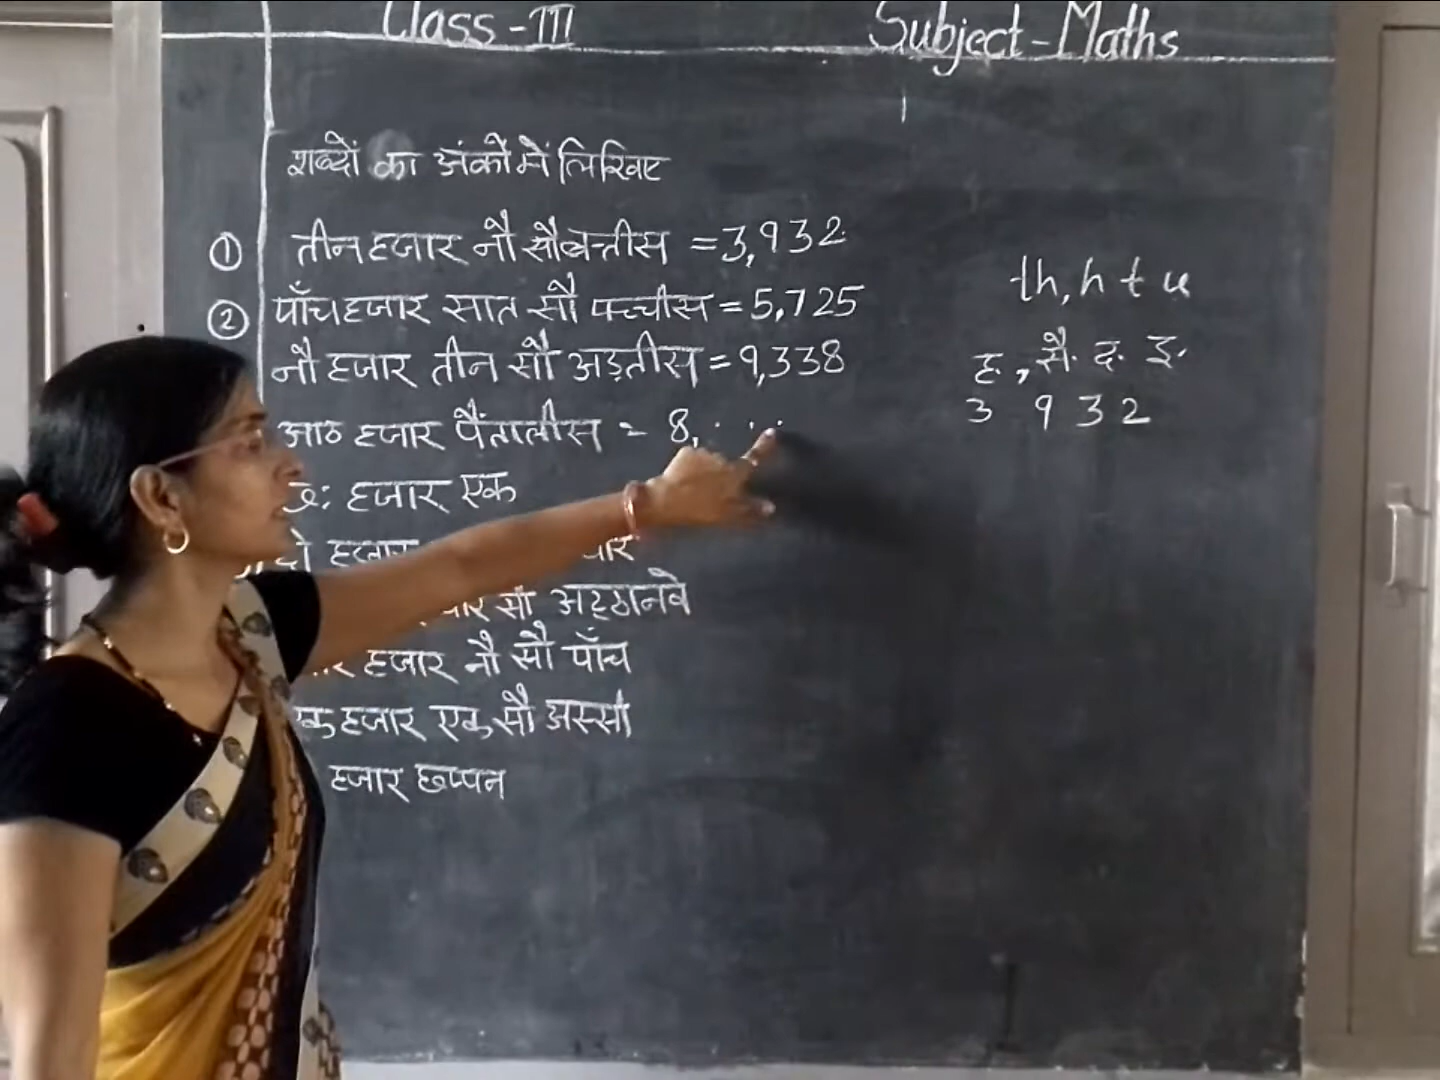 Class - III Subject - Maths
शब्दों का अंकों में लिखिए
① तीन हजार नौ सौ बत्तीस = 3,932
② पाँच हजार सात सौ पच्चीस = 5,725
नौ हजार तीन सौ अड़तीस = 9,338
आठ हजार पैंतालीस = 8, . . .
छः हजार एक
दो हजार
सौ अट्ठानवे
हजार नौ सौ पाँच
हजार एक सौ अस्सी
हजार छप्पन
th, h t u
ह. , सै. द. इ.
3 9 3 2